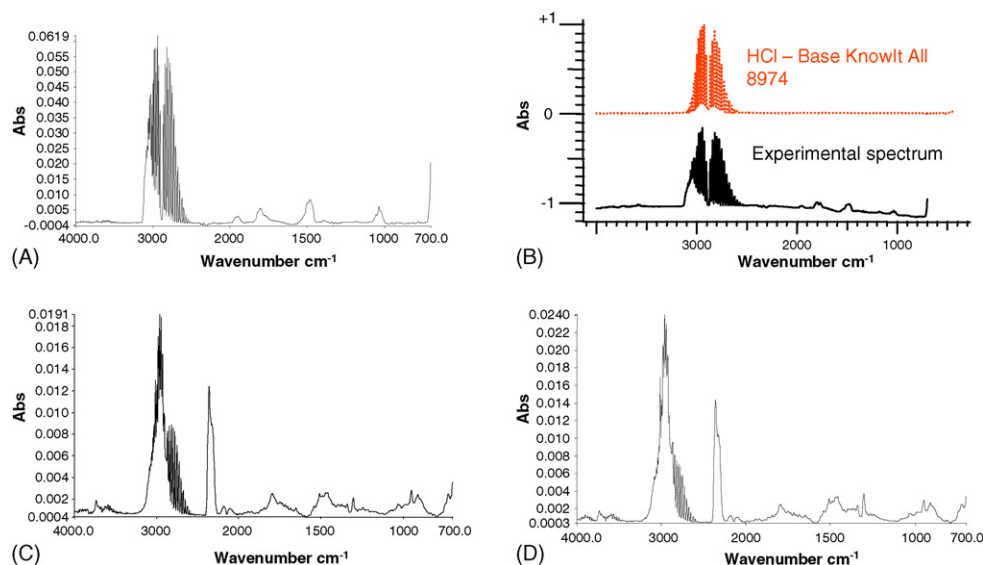 0.0619
0.055
0.050
0.045
0.040
0.035
0.030
0.025
0.020
0.015
0.010
0.005
-0.0004
Abs
4000.0 3000 2000 1500 1000 700.0
Wavenumber cm-1
(A)
+1
0
-1
Abs
HCl – Base KnowIt All
8974
Experimental spectrum
3000 2000 1000
Wavenumber cm-1
(B)
0.0191
0.018
0.016
0.014
0.012
0.010
0.008
0.006
0.004
0.002
0.0004
Abs
4000.0 3000 2000 1500 1000 700.0
Wavenumber cm-1
(C)
0.0240
0.022
0.020
0.018
0.016
0.014
0.012
0.010
0.008
0.006
0.004
0.002
0.0003
Abs
4000.0 3000 2000 1500 1000 700.0
Wavenumber cm-1
(D)